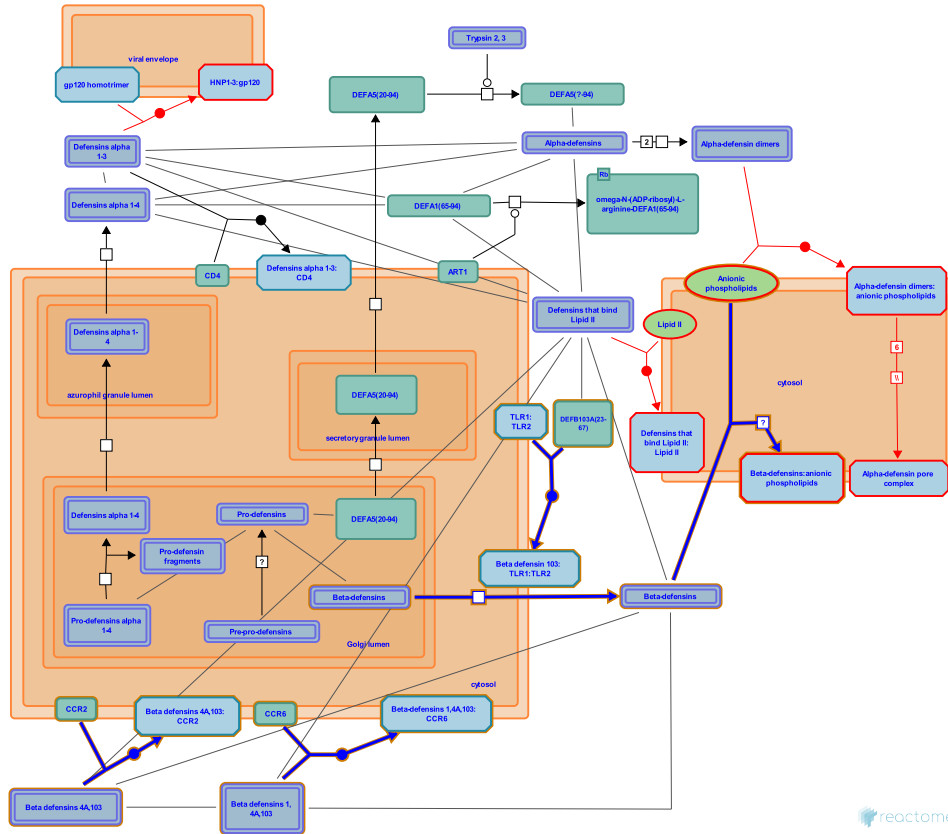 Trypsin 2, 3
viral envelope
gp120 homotrimer
HNP1-3:gp120
DEFA5(20-94)
DEFA5(?-94)
Defensins alpha
1-3
Alpha-defensins
2
Alpha-defensin dimers
Rb
Defensins alpha 1-4
DEFA1(65-94)
omega-N-(ADP-ribosyl)-L-
arginine-DEFA1(65-94)
CD4
Defensins alpha 1-3:
CD4
ART1
Anionic
phospholipids
Alpha-defensin dimers:
anionic phospholipids
Defensins that bind
Lipid II
Lipid II
Defensins alpha 1-
4
6
\\
cytosol
azurophil granule lumen
DEFA5(20-94)
secretory granule lumen
TLR1:
TLR2
DEFB103A(23-
67)
?
Defensins that
bind Lipid II:
Lipid II
Beta-defensins:anionic
phospholipids
Alpha-defensin pore
complex
Defensins alpha 1-4
Pro-defensins
DEFA5(20-94)
Pro-defensin
fragments
?
Beta defensin 103:
TLR1:TLR2
Beta-defensins
Beta-defensins
Pro-defensins alpha
1-4
Pre-pro-defensins
Golgi lumen
cytosol
CCR2
Beta defensins 4A,103:
CCR2
CCR6
Beta-defensins 1,4A,103:
CCR6
Beta defensins 4A,103
Beta defensins 1,
4A,103
reactome